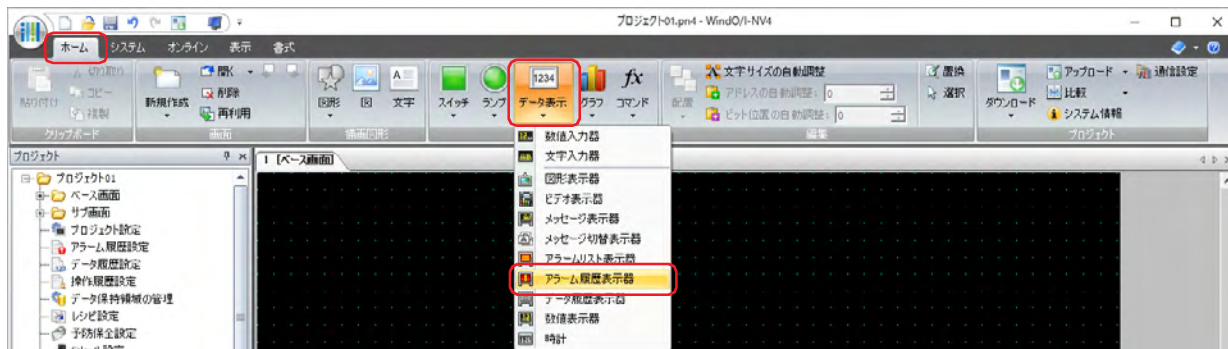 プロジェクト01.pn4 - WindO/I-NV4
ホーム システム オンライン 表示 書式
切り取り
コピー
貼り付け
複製
クリップボード
新規作成
開く
削除
再利用
画面
図形 図 文字
描画図形
スイッチ ランプ データ表示 グラフ コマンド
1234
fx
配置
文字サイズの自動調整
アドレスの自動調整: 0
ビット位置の自動調整: 0
置換
選択
編集
ダウンロード
アップロード
比較
システム情報
通信設定
プロジェクト
プロジェクト
プロジェクト01
ベース画面
サブ画面
プロジェクト設定
アラーム履歴設定
データ履歴設定
操作履歴設定
データ保持領域の管理
レシピ設定
予防保全設定
1 [ベース画面]
数値入力器
文字入力器
図形表示器
ビデオ表示器
メッセージ表示器
メッセージ切替表示器
アラームリスト表示器
アラーム履歴表示器
データ履歴表示器
数値表示器
時計